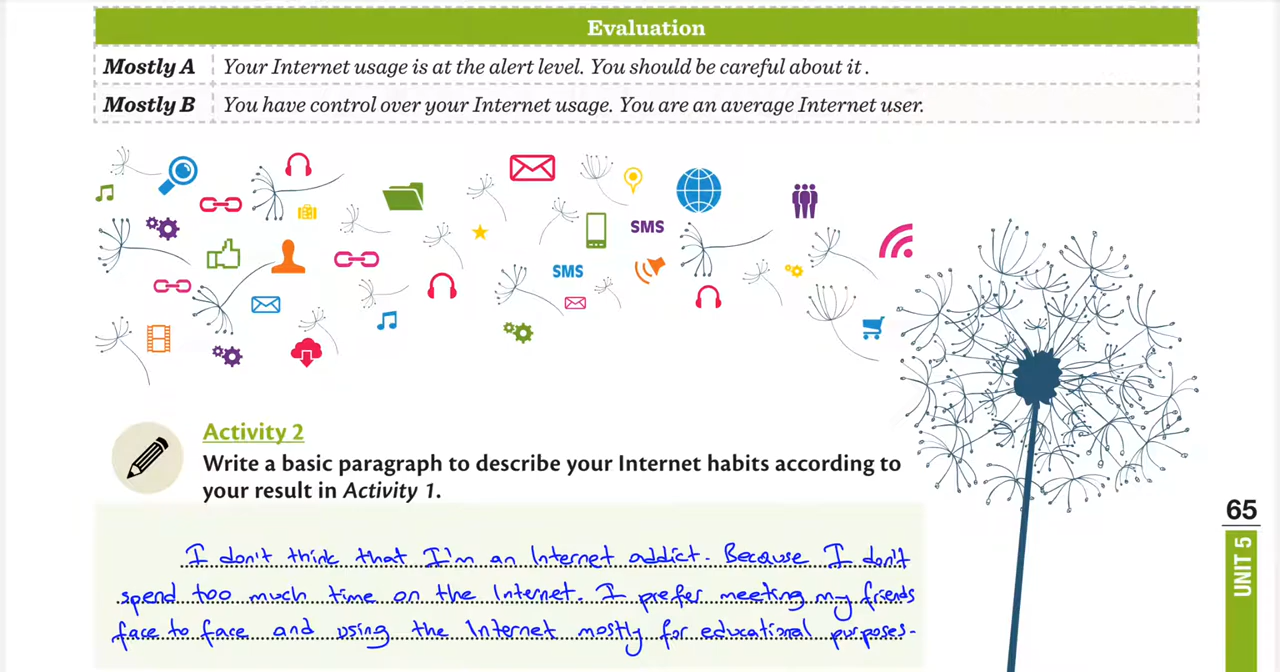 Evaluation
Mostly A Your Internet usage is at the alert level. You should be careful about it .
Mostly B You have control over your Internet usage. You are an average Internet user.
SMS
SMS
Activity 2
Write a basic paragraph to describe your Internet habits according to
your result in Activity 1.
I don't think that I'm an Internet addict. Because I don't
spend too much time on the Internet. I prefer meeting my friends
face to face and using the Internet mostly for educational purposes.
65
UNIT 5